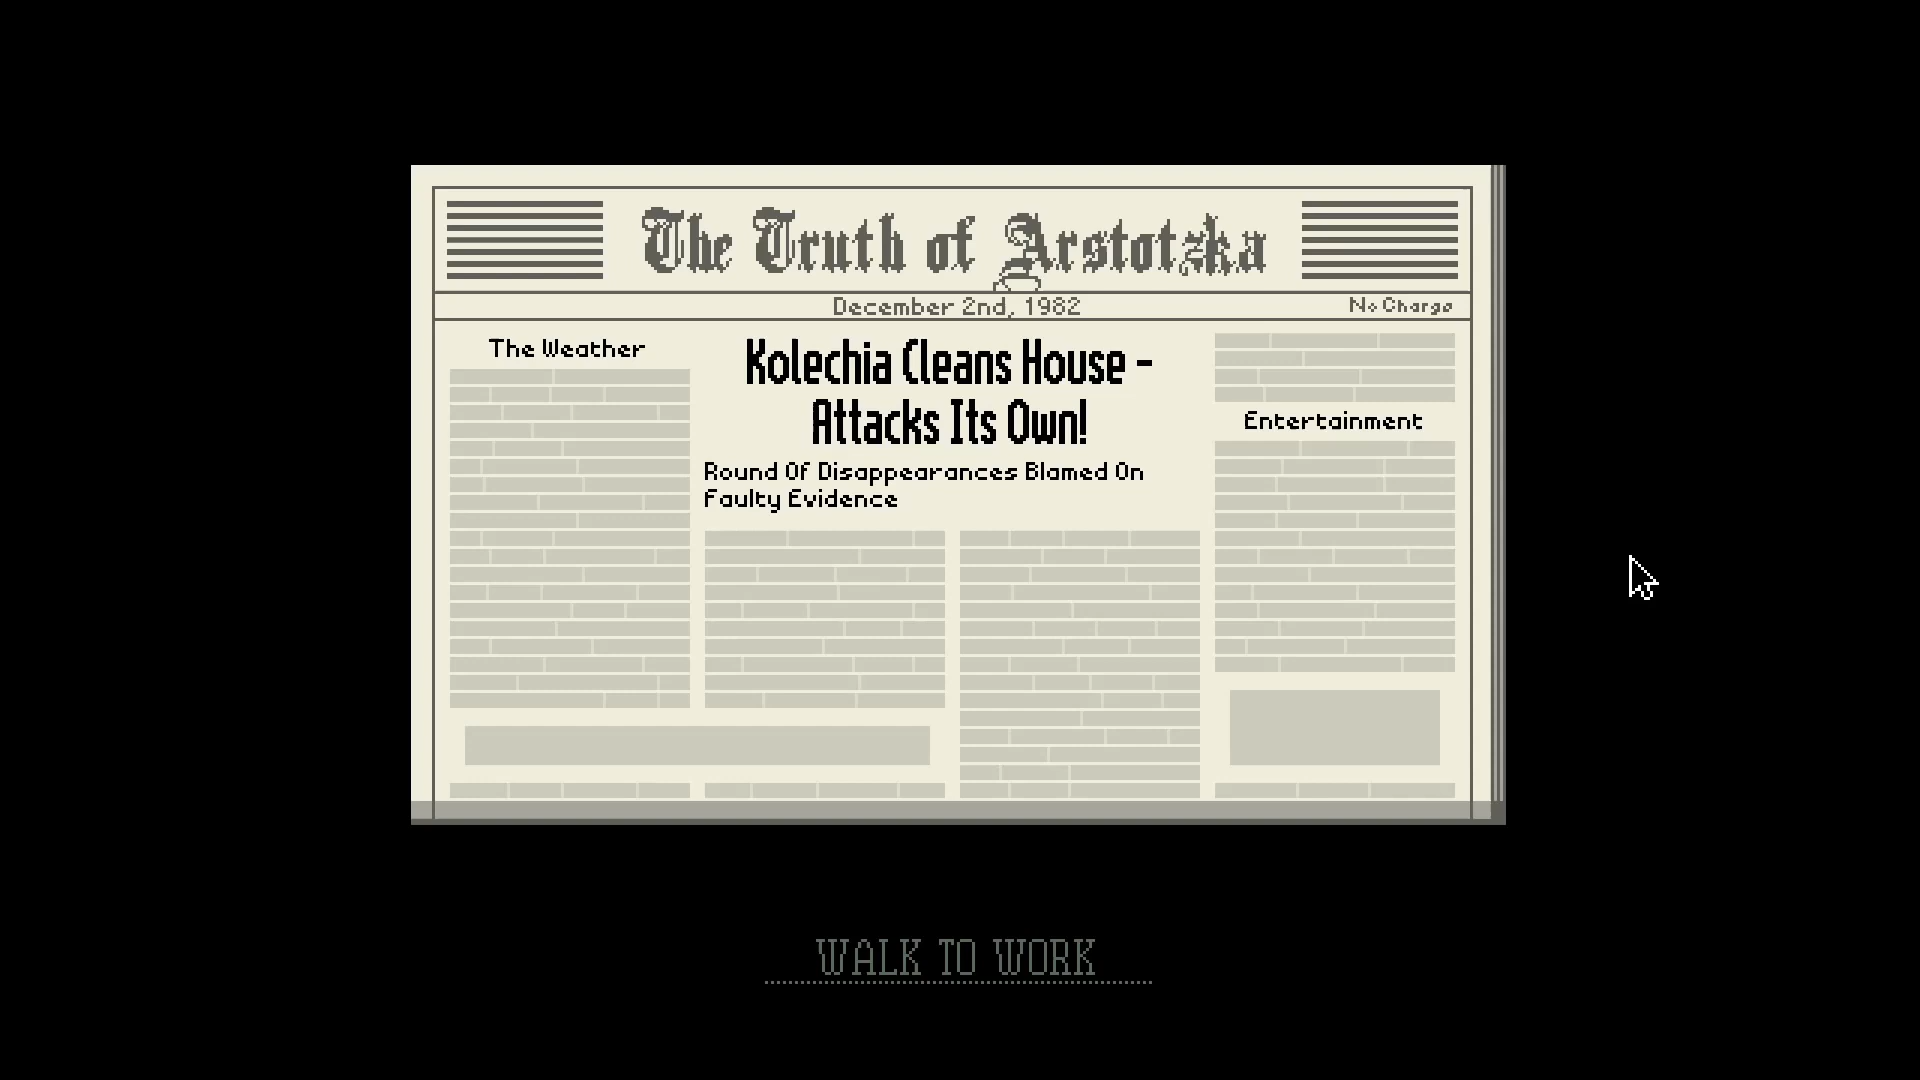 The Truth of Arstotzka
December 2nd, 1982
No Charge
The Weather
Kolechia Cleans House -
Attacks Its Own!
Round Of Disappearances Blamed On
Faulty Evidence
Entertainment
WALK TO WORK